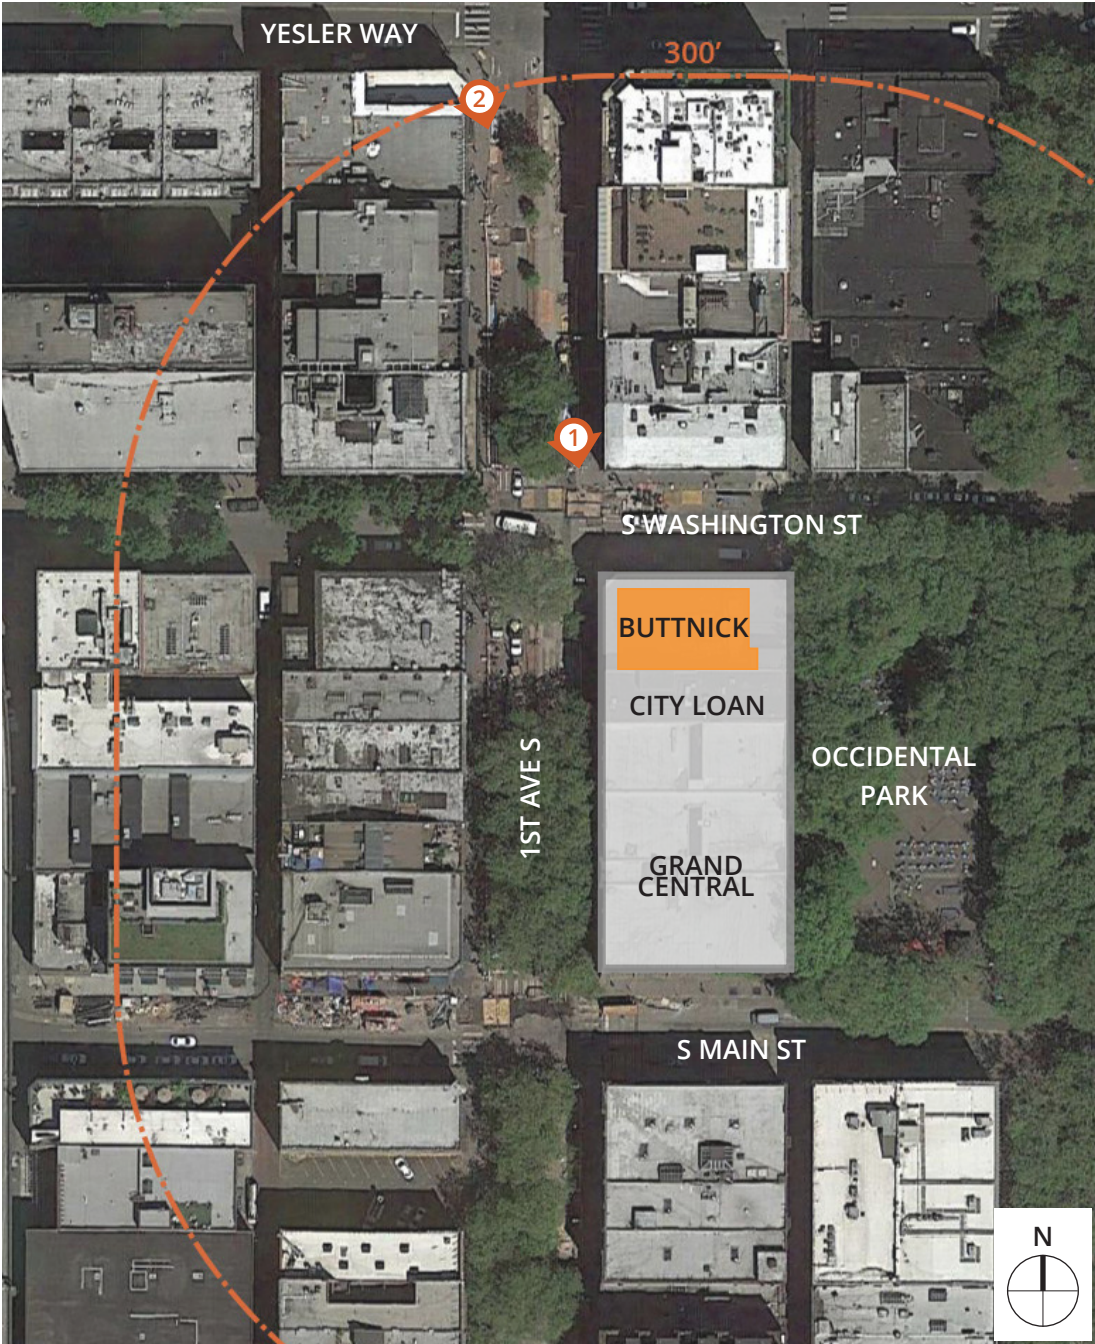 YESLER WAY
300’
2
1
S WASHINGTON ST
BUTTNICK
CITY LOAN
1ST AVE S
OCCIDENTAL
PARK
GRAND
CENTRAL
S MAIN ST
N